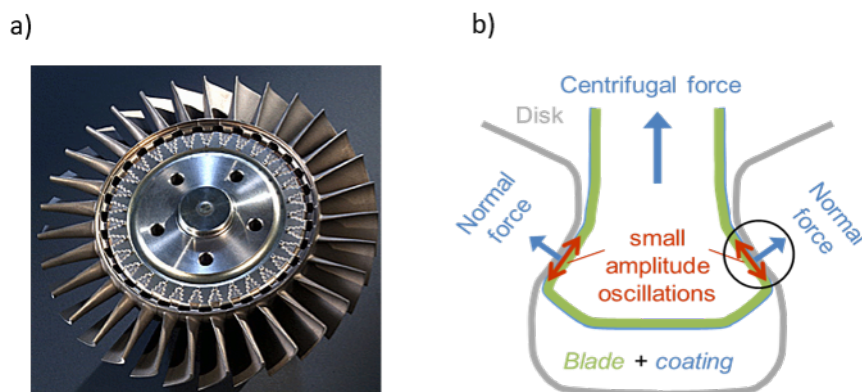 a)
b)
Centrifugal force
Disk
Normal
force
Normal
force
small
amplitude
oscillations
Blade + coating